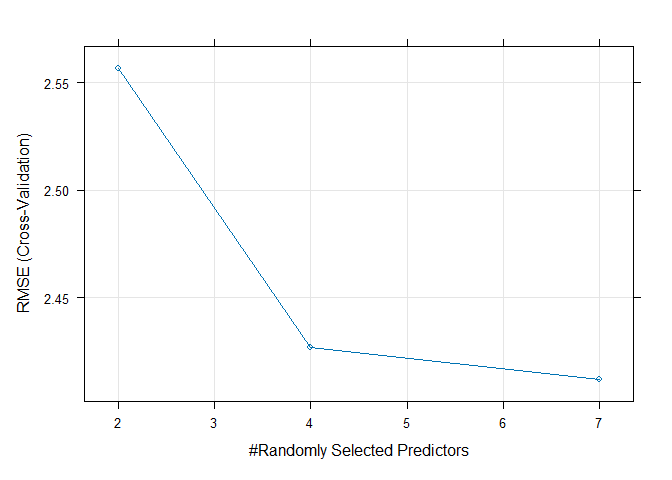 2.55
2.50
2.45
RMSE (Cross-Validation)
2 3 4 5 6 7
#Randomly Selected Predictors